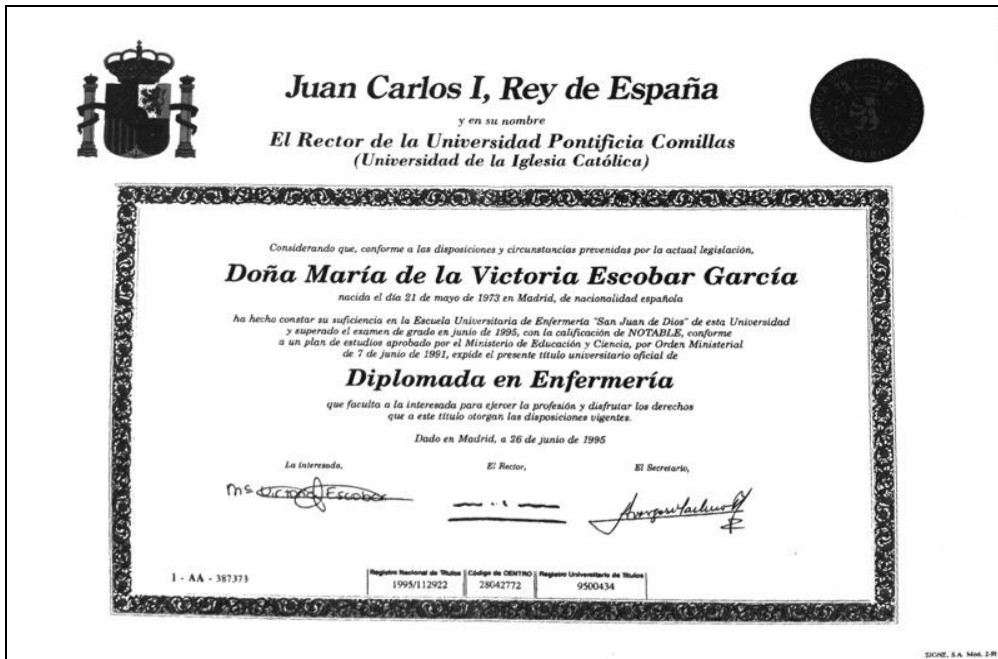 Juan Carlos I, Rey de España
y en su nombre
El Rector de la Universidad Pontificia Comillas
(Universidad de la Iglesia Católica)
Considerando que, conforme a las disposiciones y circunstancias prevenidas por la actual legislación,
Doña María de la Victoria Escobar García
nacida el día 21 de mayo de 1973 en Madrid, de nacionalidad española
ha hecho constar su suficiencia en la Escuela Universitaria de Enfermería "San Juan de Dios" de esta Universidad
y superado el examen de grado en junio de 1995, con la calificación de NOTABLE, conforme
a un plan de estudios aprobado por el Ministerio de Educación y Ciencia, por Orden Ministerial
de 7 de junio de 1991, expide el presente título universitario oficial de
Diplomada en Enfermería
que faculta a la interesada para ejercer la profesión y disfrutar los derechos
que a este título otorgan las disposiciones vigentes.
Dado en Madrid, a 26 de junio de 1995
La interesada, El Rector, El Secretario,
Mª Victoria Escobar
1 - AA - 387373
Registro Nacional de Títulos Código de CENTRO Registro Universitario de Títulos
1995/112922 28042772 9500434
SIGNE, S.A. Mod.